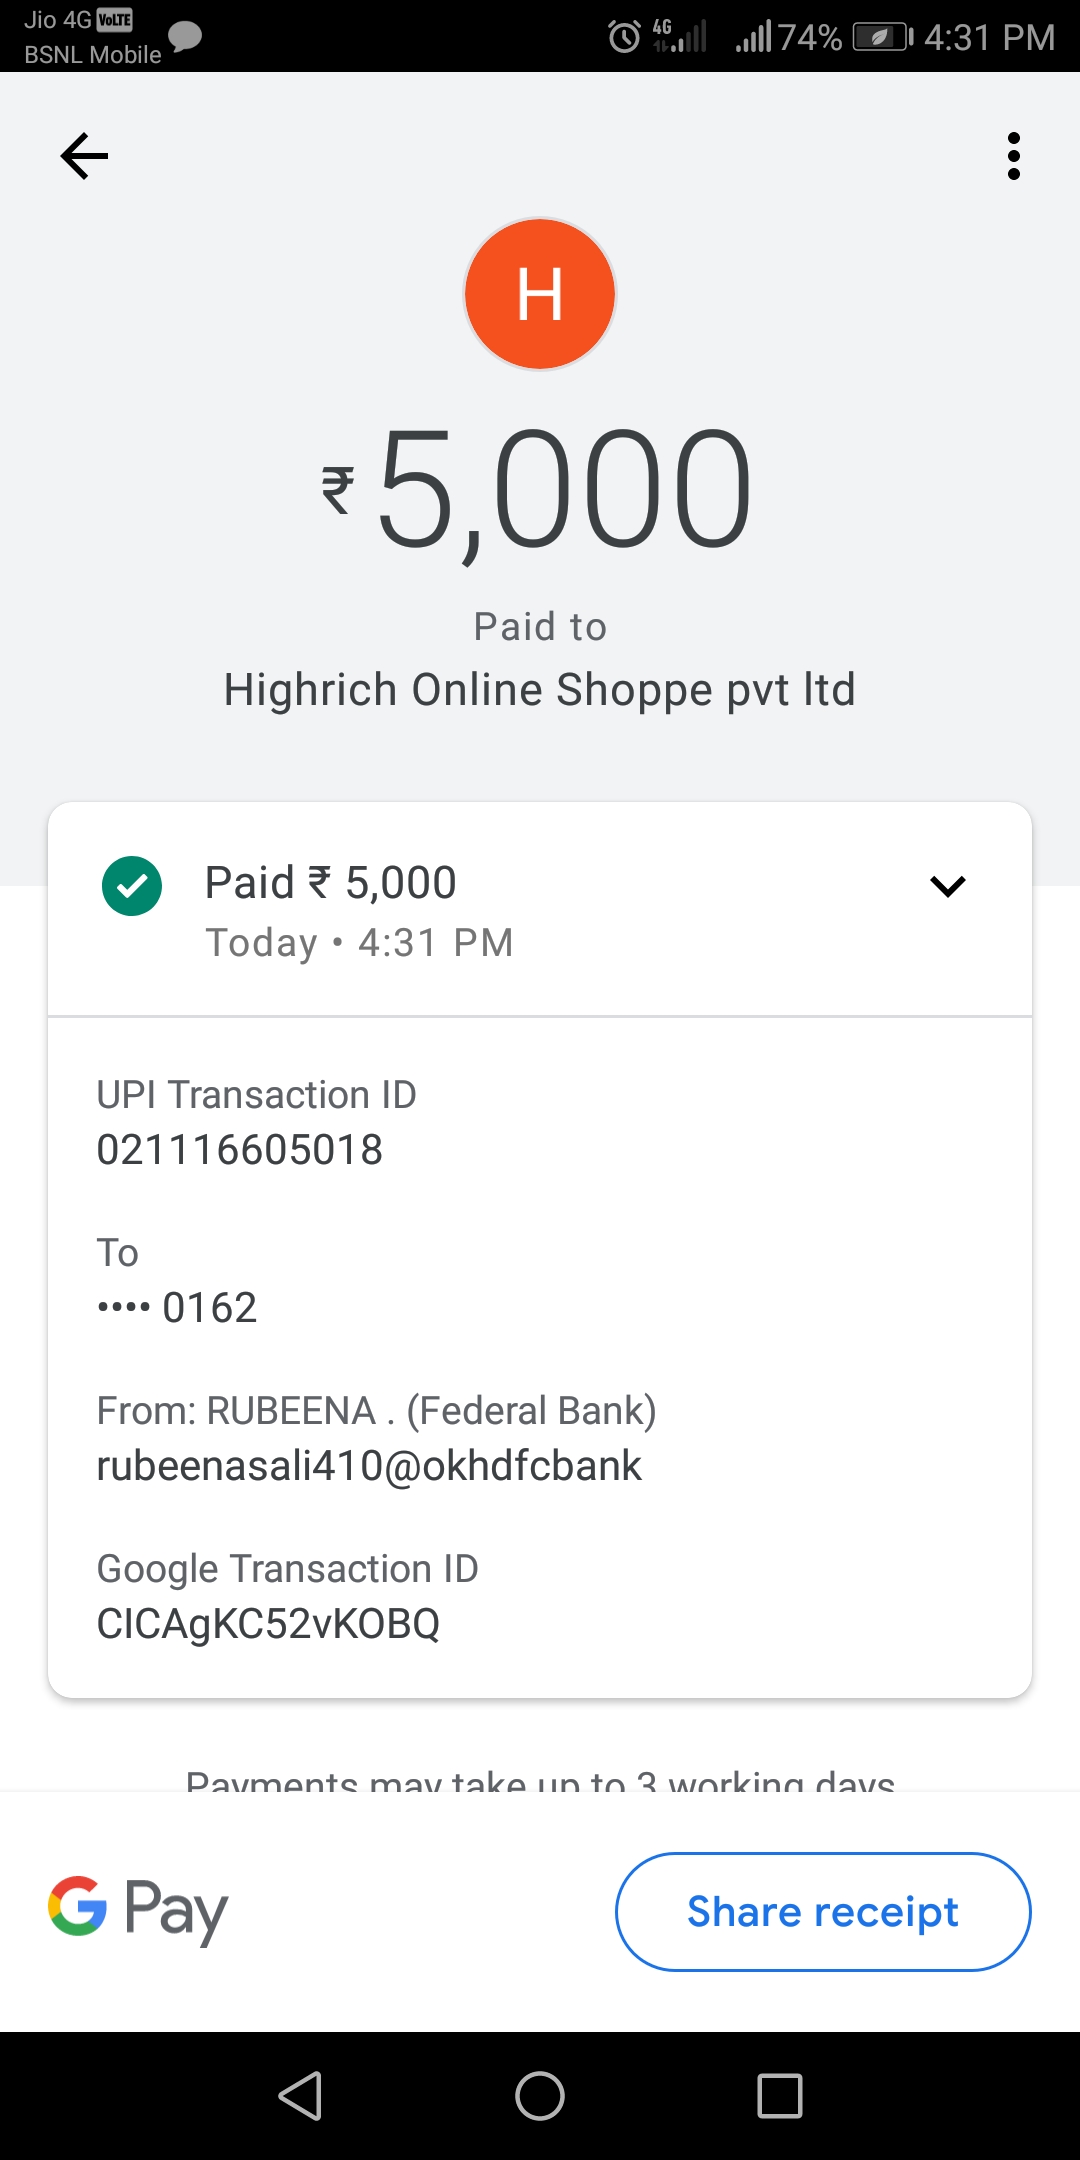 Jio 4G VoLTE
BSNL Mobile
4G
74%
4:31 PM
H
₹5,000
Paid to
Highrich Online Shoppe pvt ltd
Paid ₹ 5,000
Today • 4:31 PM
UPI Transaction ID
021116605018
To
•••• 0162
From: RUBEENA . (Federal Bank)
rubeenasali410@okhdfcbank
Google Transaction ID
CICAgKC52vKOBQ
Payments may take up to 3 working days
G Pay
Share receipt